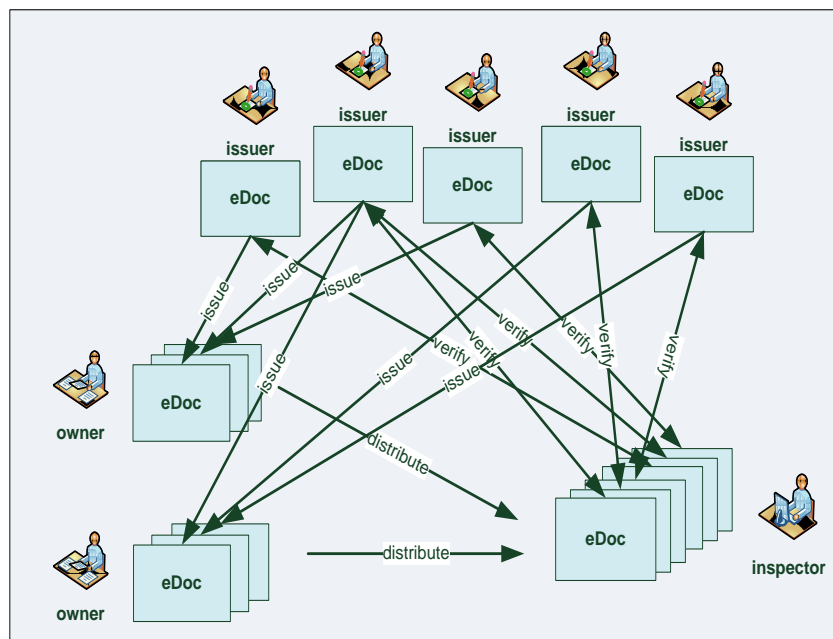 issuer
issuer
issuer
issuer
issuer
eDoc
eDoc
eDoc
eDoc
eDoc
issue
issue
issue
issue
issue
issue
verify
verify
verify
verify
verify
verify
eDoc
owner
distribute
eDoc
owner
distribute
eDoc
inspector